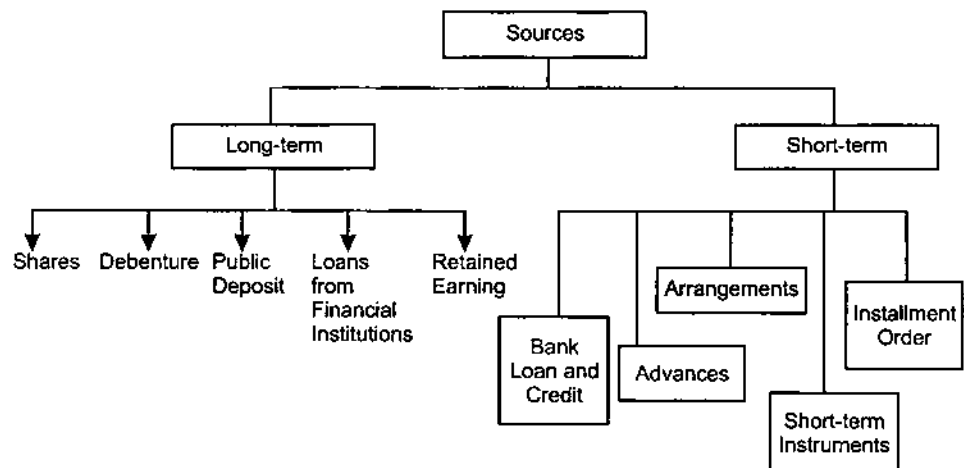 Sources
Long-term
Short-term
Shares
Debenture
Public
Deposit
Loans
from
Financial
Institutions
Retained
Earning
Bank
Loan and
Credit
Advances
Arrangements
Short-term
Instruments
Installment
Order